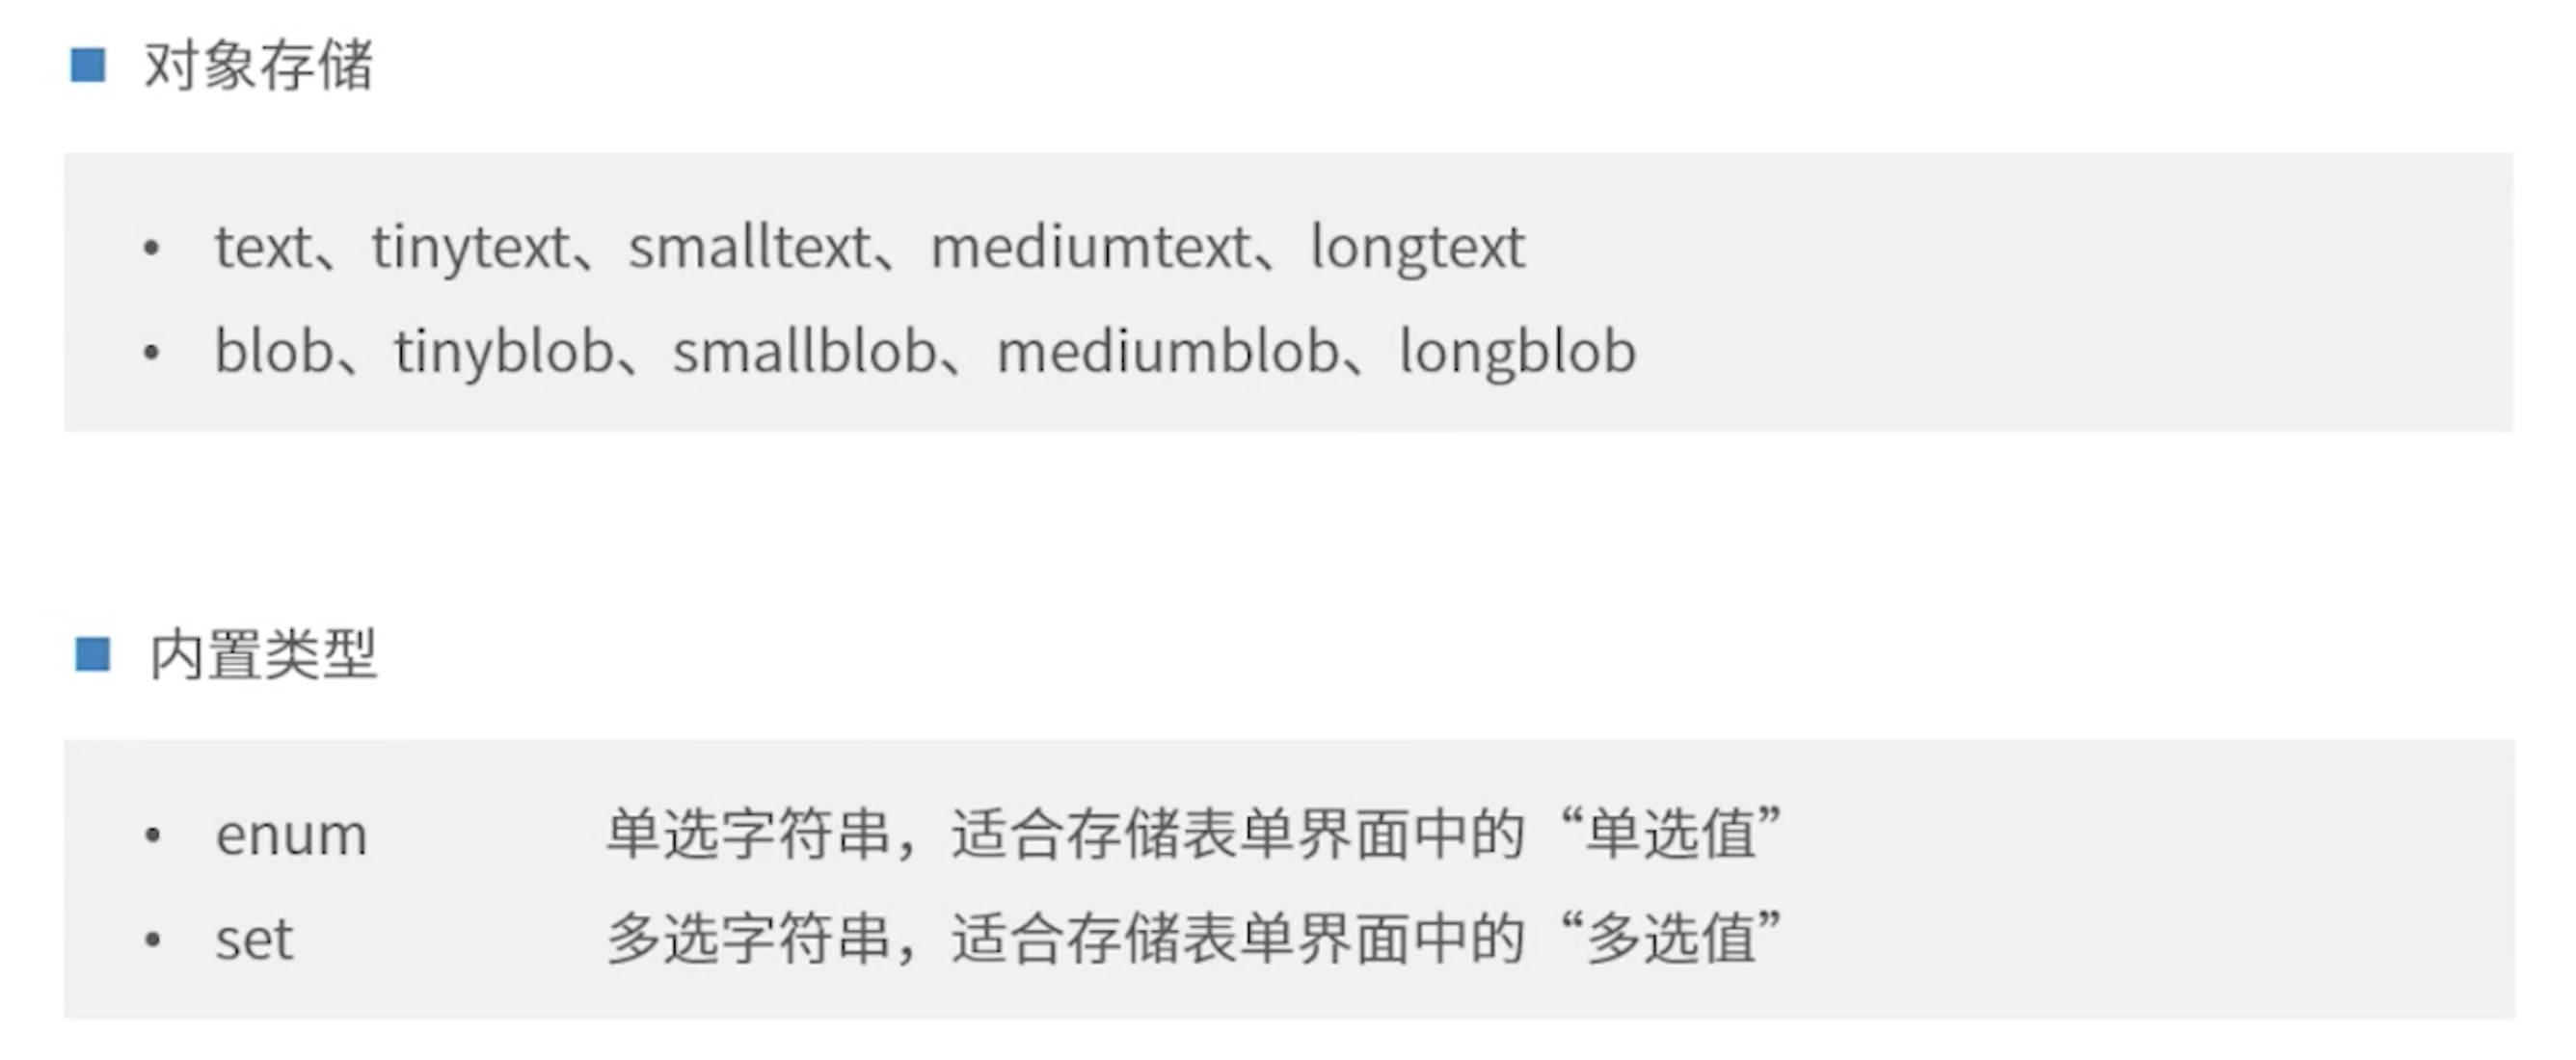 对象存储
• text、tinytext、smalltext、mediumtext、longtext
• blob、tinyblob、smallblob、mediumblob、longblob
内置类型
• enum 单选字符串，适合存储表单界面中的“单选值”
• set 多选字符串，适合存储表单界面中的“多选值”